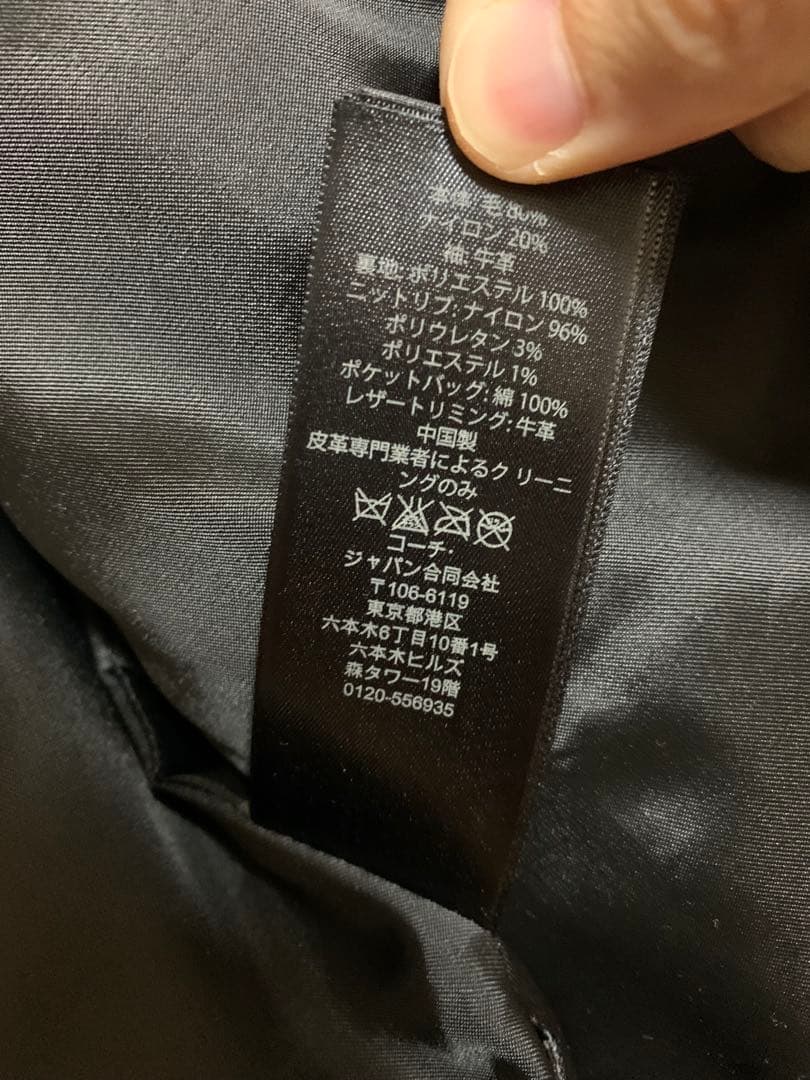 本体: 毛 80%
ナイロン 20%
袖: 牛革
裏地: ポリエステル 100%
ニットリブ: ナイロン 96%
ポリウレタン 3%
ポリエステル 1%
ポケットバッグ: 綿 100%
レザートリミング: 牛革
中国製
皮革専門業者によるク リーニ
ングのみ
コーチ・
ジャパン合同会社
〒106-6119
東京都港区
六本木6丁目10番1号
六本木ヒルズ
森タワー19階
0120-556935